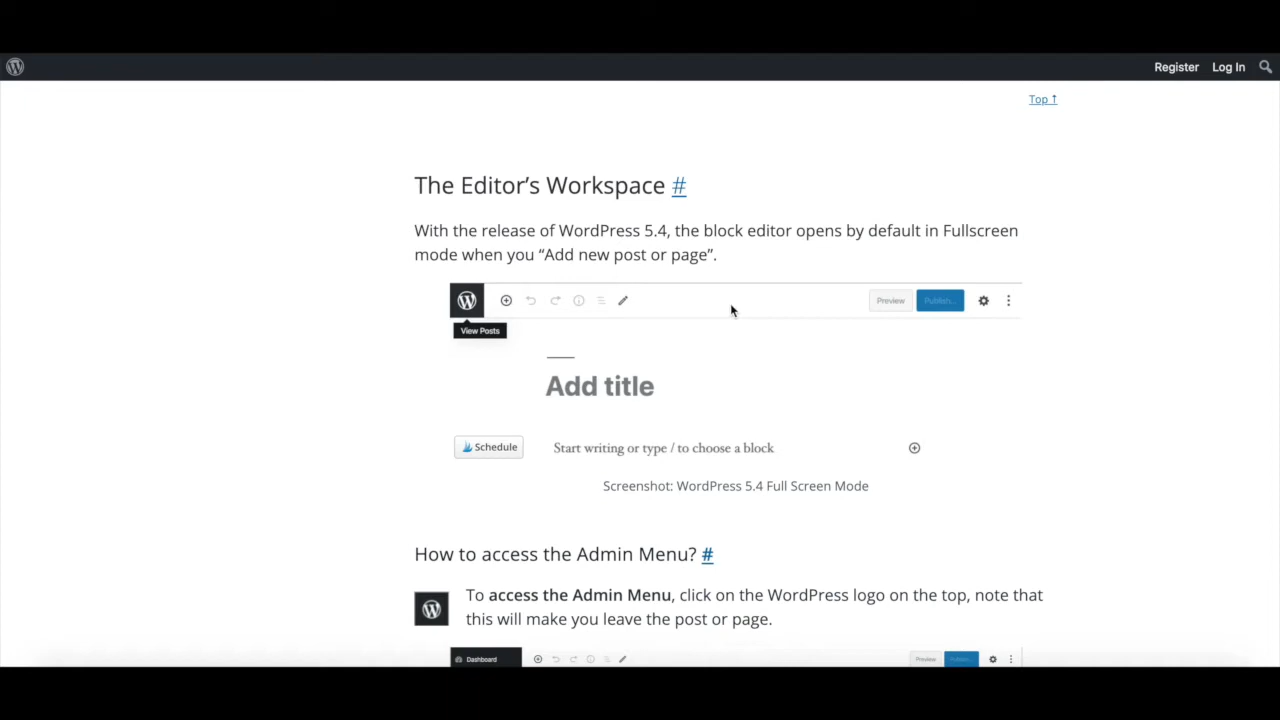 Register Log In
Top ↑
The Editor’s Workspace #
With the release of WordPress 5.4, the block editor opens by default in Fullscreen
mode when you “Add new post or page”.
Preview Publish...
View Posts
Add title
Schedule Start writing or type / to choose a block
Screenshot: WordPress 5.4 Full Screen Mode
How to access the Admin Menu? #
To access the Admin Menu, click on the WordPress logo on the top, note that
this will make you leave the post or page.
Dashboard Preview Publish...